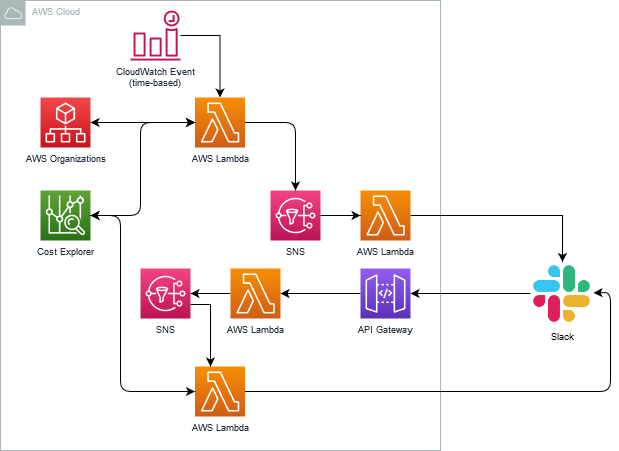 AWS Cloud
CloudWatch Event
(time-based)
AWS Organizations
AWS Lambda
Cost Explorer
SNS
AWS Lambda
SNS
AWS Lambda
API Gateway
Slack
AWS Lambda